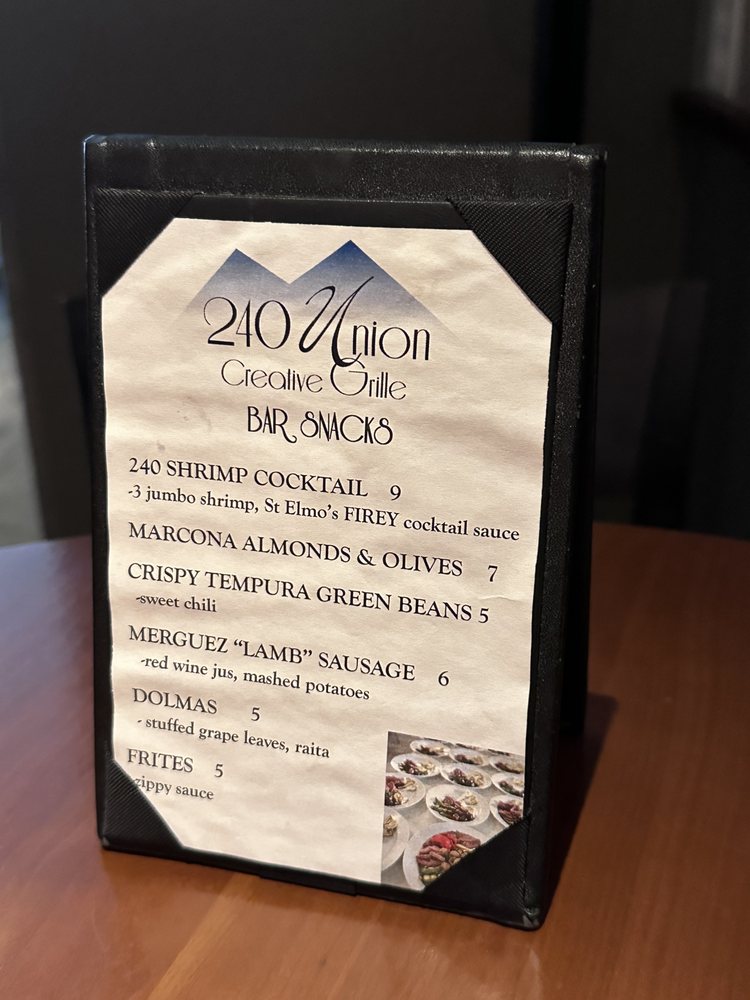 240 Union
Creative Grille
BAR SNACKS
240 SHRIMP COCKTAIL 9
-3 jumbo shrimp, St Elmo's FIREY cocktail sauce
MARCONA ALMONDS & OLIVES 7
CRISPY TEMPURA GREEN BEANS 5
-sweet chili
MERGUEZ "LAMB" SAUSAGE 6
-red wine jus, mashed potatoes
DOLMAS 5
- stuffed grape leaves, raita
FRITES 5
zippy sauce